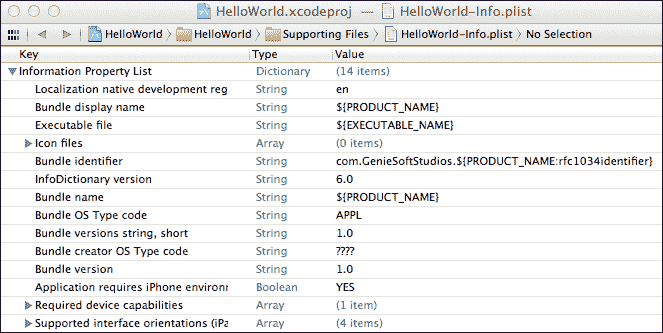 HelloWorld.xcodeproj — HelloWorld-Info.plist
HelloWorld HelloWorld Supporting Files HelloWorld-Info.plist No Selection
Key Type Value
Information Property List Dictionary (14 items)
Localization native development reg String en
Bundle display name String ${PRODUCT_NAME}
Executable file String ${EXECUTABLE_NAME}
Icon files Array (0 items)
Bundle identifier String com.GenieSoftStudios.${PRODUCT_NAME:rfc1034identifier}
InfoDictionary version String 6.0
Bundle name String ${PRODUCT_NAME}
Bundle OS Type code String APPL
Bundle versions string, short String 1.0
Bundle creator OS Type code String ????
Bundle version String 1.0
Application requires iPhone environm Boolean YES
Required device capabilities Array (1 item)
Supported interface orientations (iPa Array (4 items)